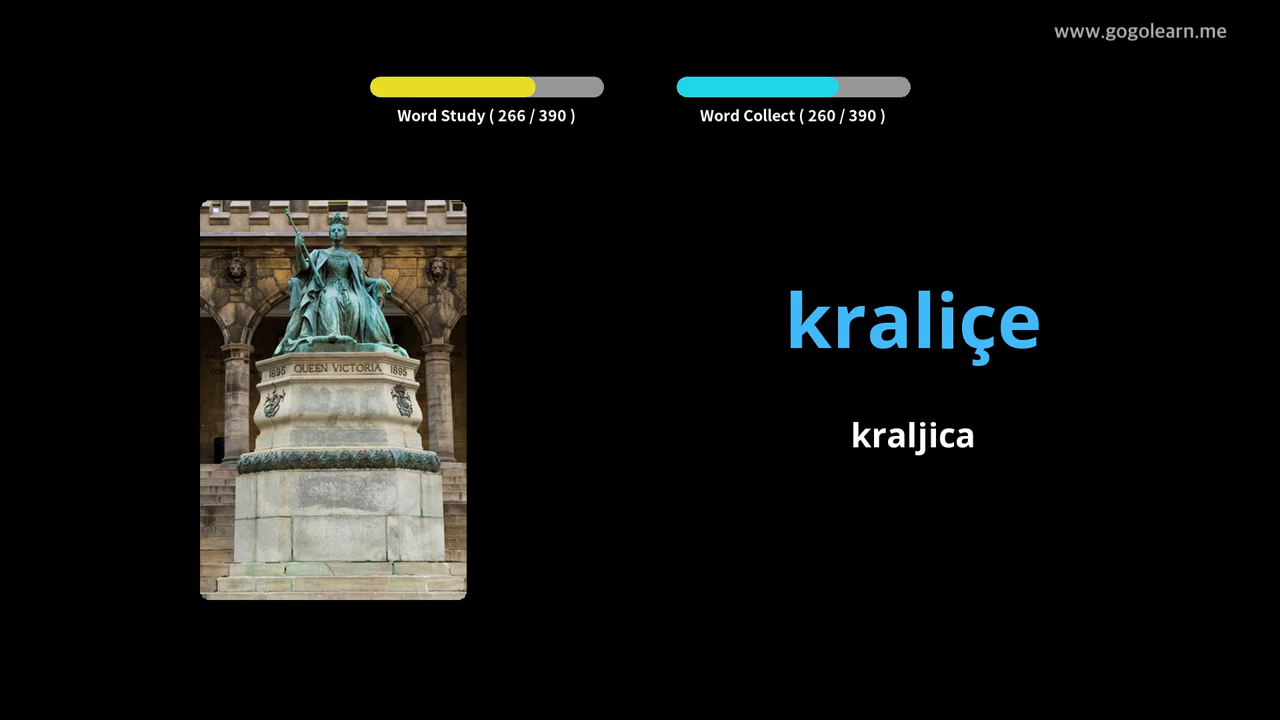 www.gogolearn.me
Word Study ( 266 / 390 )
Word Collect ( 260 / 390 )
1895 QUEEN VICTORIA 1895
kraliçe
kraljica